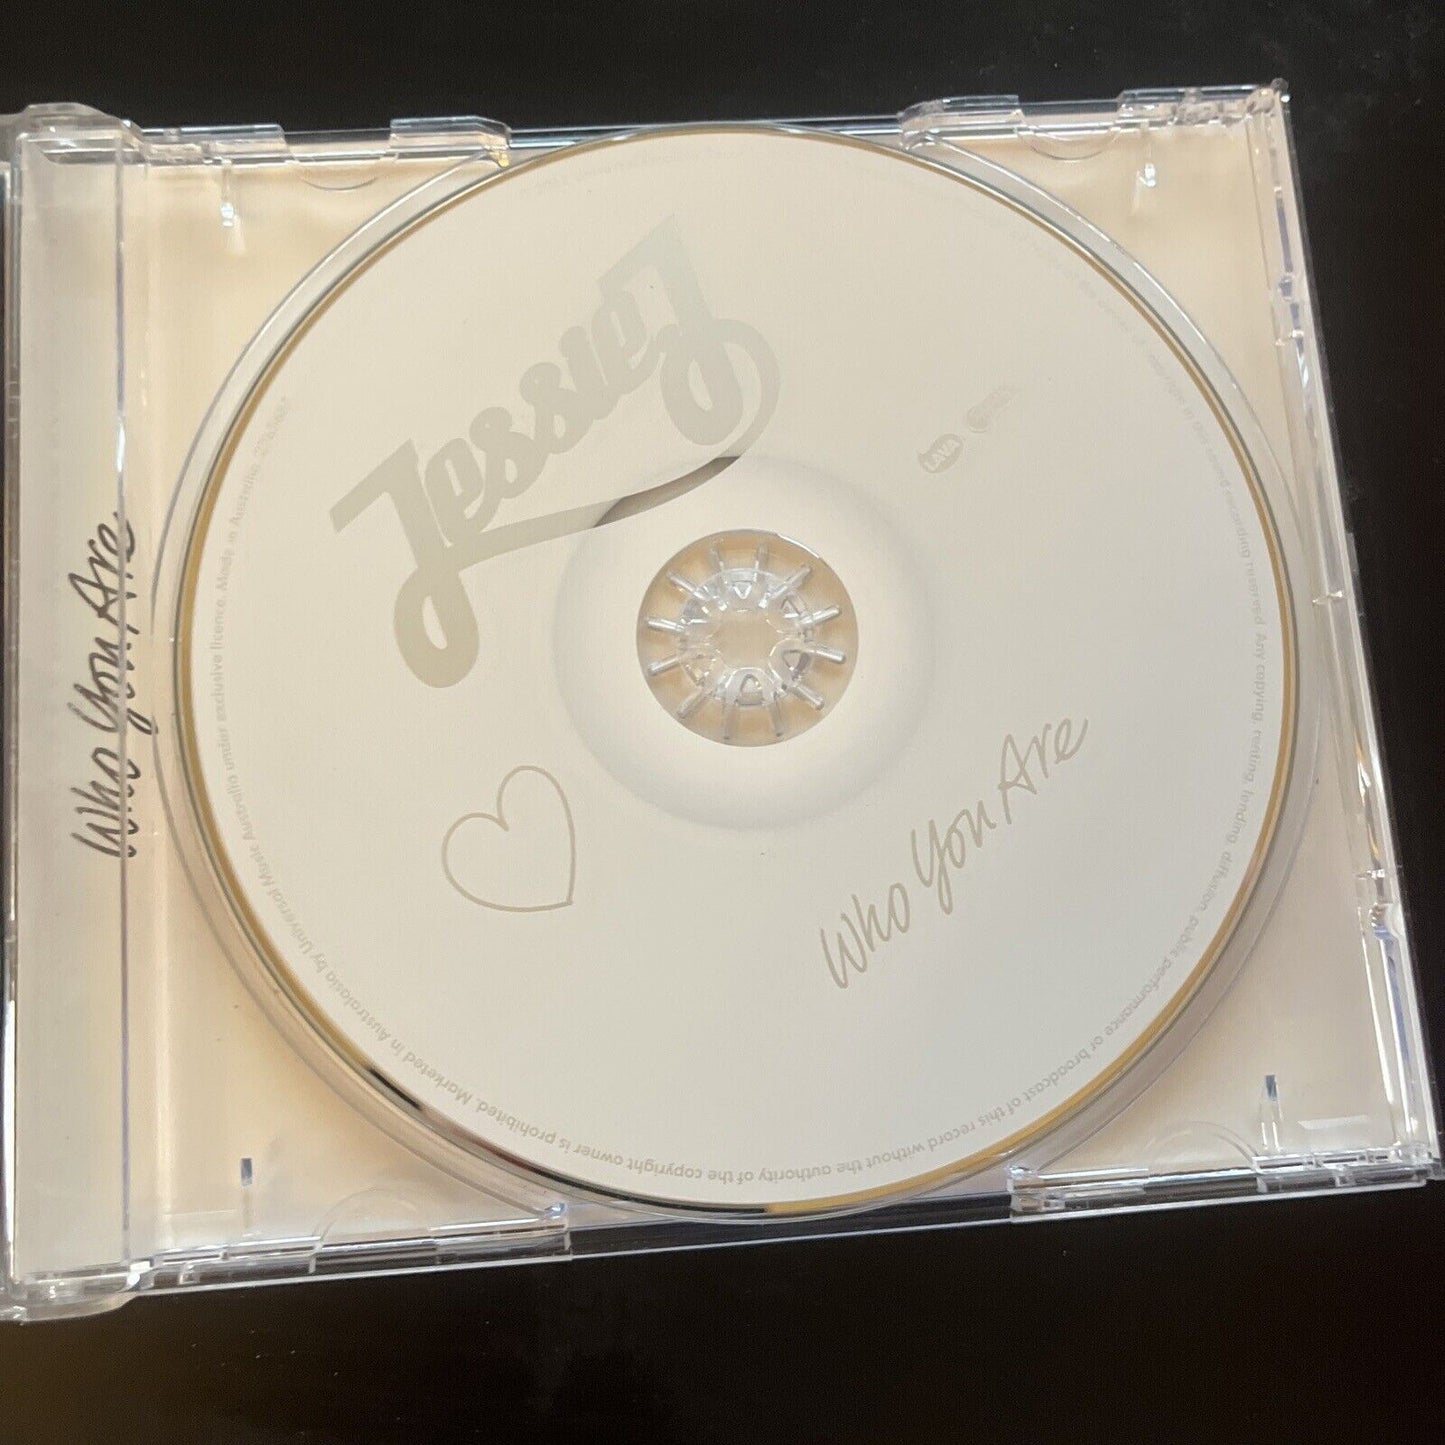 Who You Are
Jessie J
LAVA
Who You Are
reserved. Any copying, renting, lending, diffusion, public performance or broadcast of this record without the authority of the copyright owner is prohibited. Marketed in Australasia by Universal Music Australia under exclusive licence. Made in Australia.